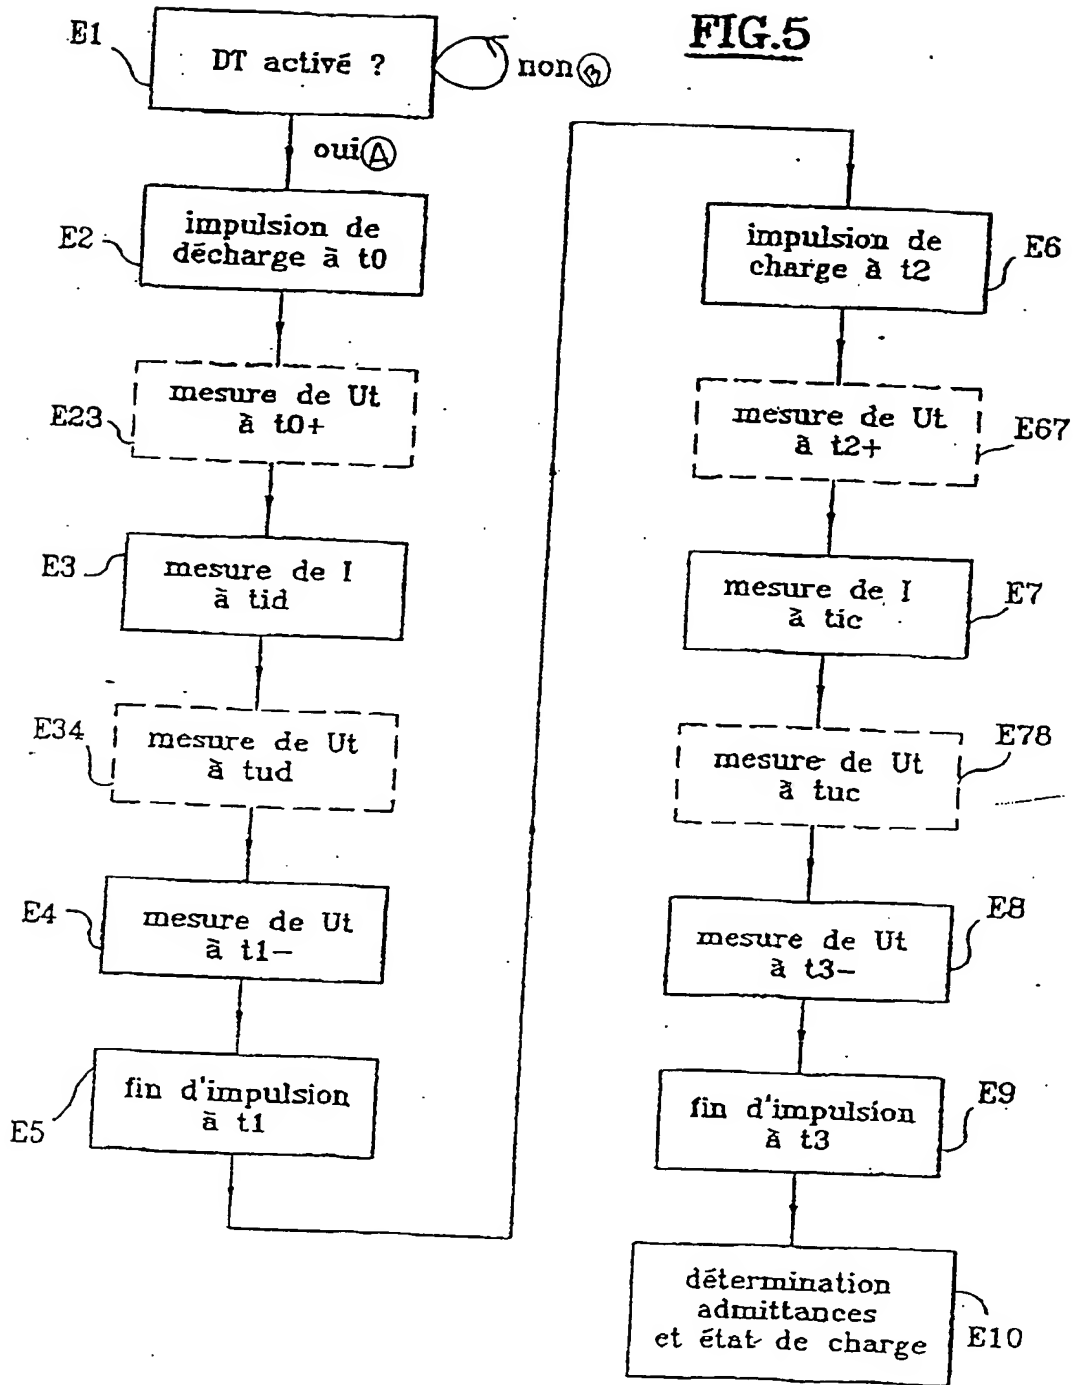 FIG.5
E1
DT activé ?
non B
oui A
E2
impulsion de
décharge à t0
E23
mesure de Ut
à t0+
E3
mesure de I
à tid
E34
mesure de Ut
à tud
E4
mesure de Ut
à t1-
E5
fin d'impulsion
à t1
E6
impulsion de
charge à t2
E67
mesure de Ut
à t2+
E7
mesure de I
à tic
E78
mesure de Ut
à tuc
E8
mesure de Ut
à t3-
E9
fin d'impulsion
à t3
E10
détermination
admittances
et état de charge